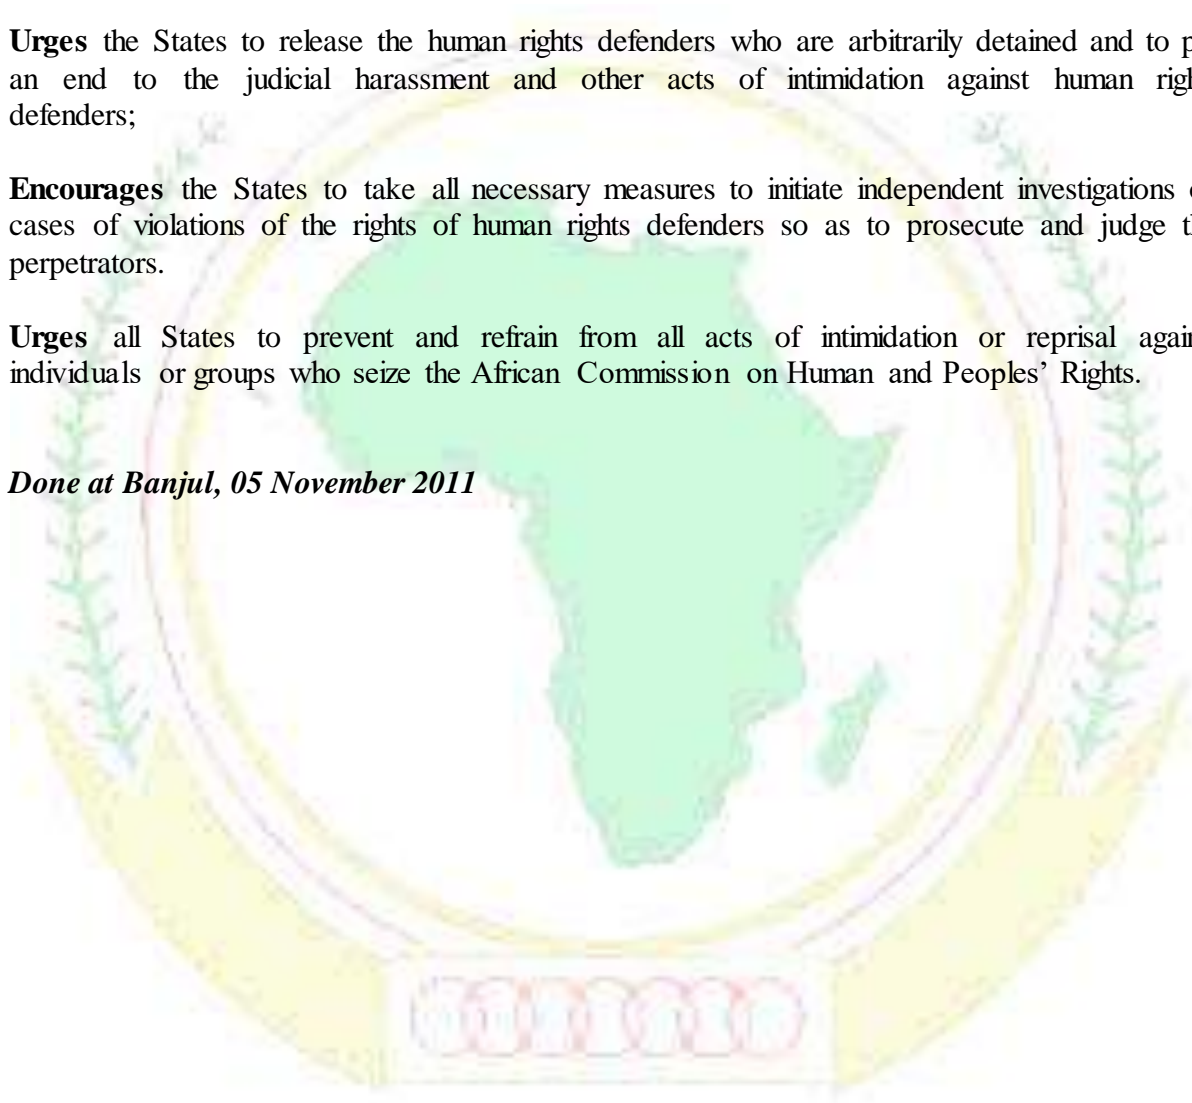 Urges the States to release the human rights defenders who are arbitrarily detained and to
an end to the judicial harassment and other acts of intimidation against human
defenders;
Encourages the States to take all necessary measures to initiate independent investigations
cases of violations of the rights of human rights defenders so as to prosecute and judge
perpetrators.
Urges all States to prevent and refrain from all acts of intimidation or reprisal
individuals or groups who seize the African Commission on Human and Peoples’ Rights.
Done at Banjul, 05 November 2011